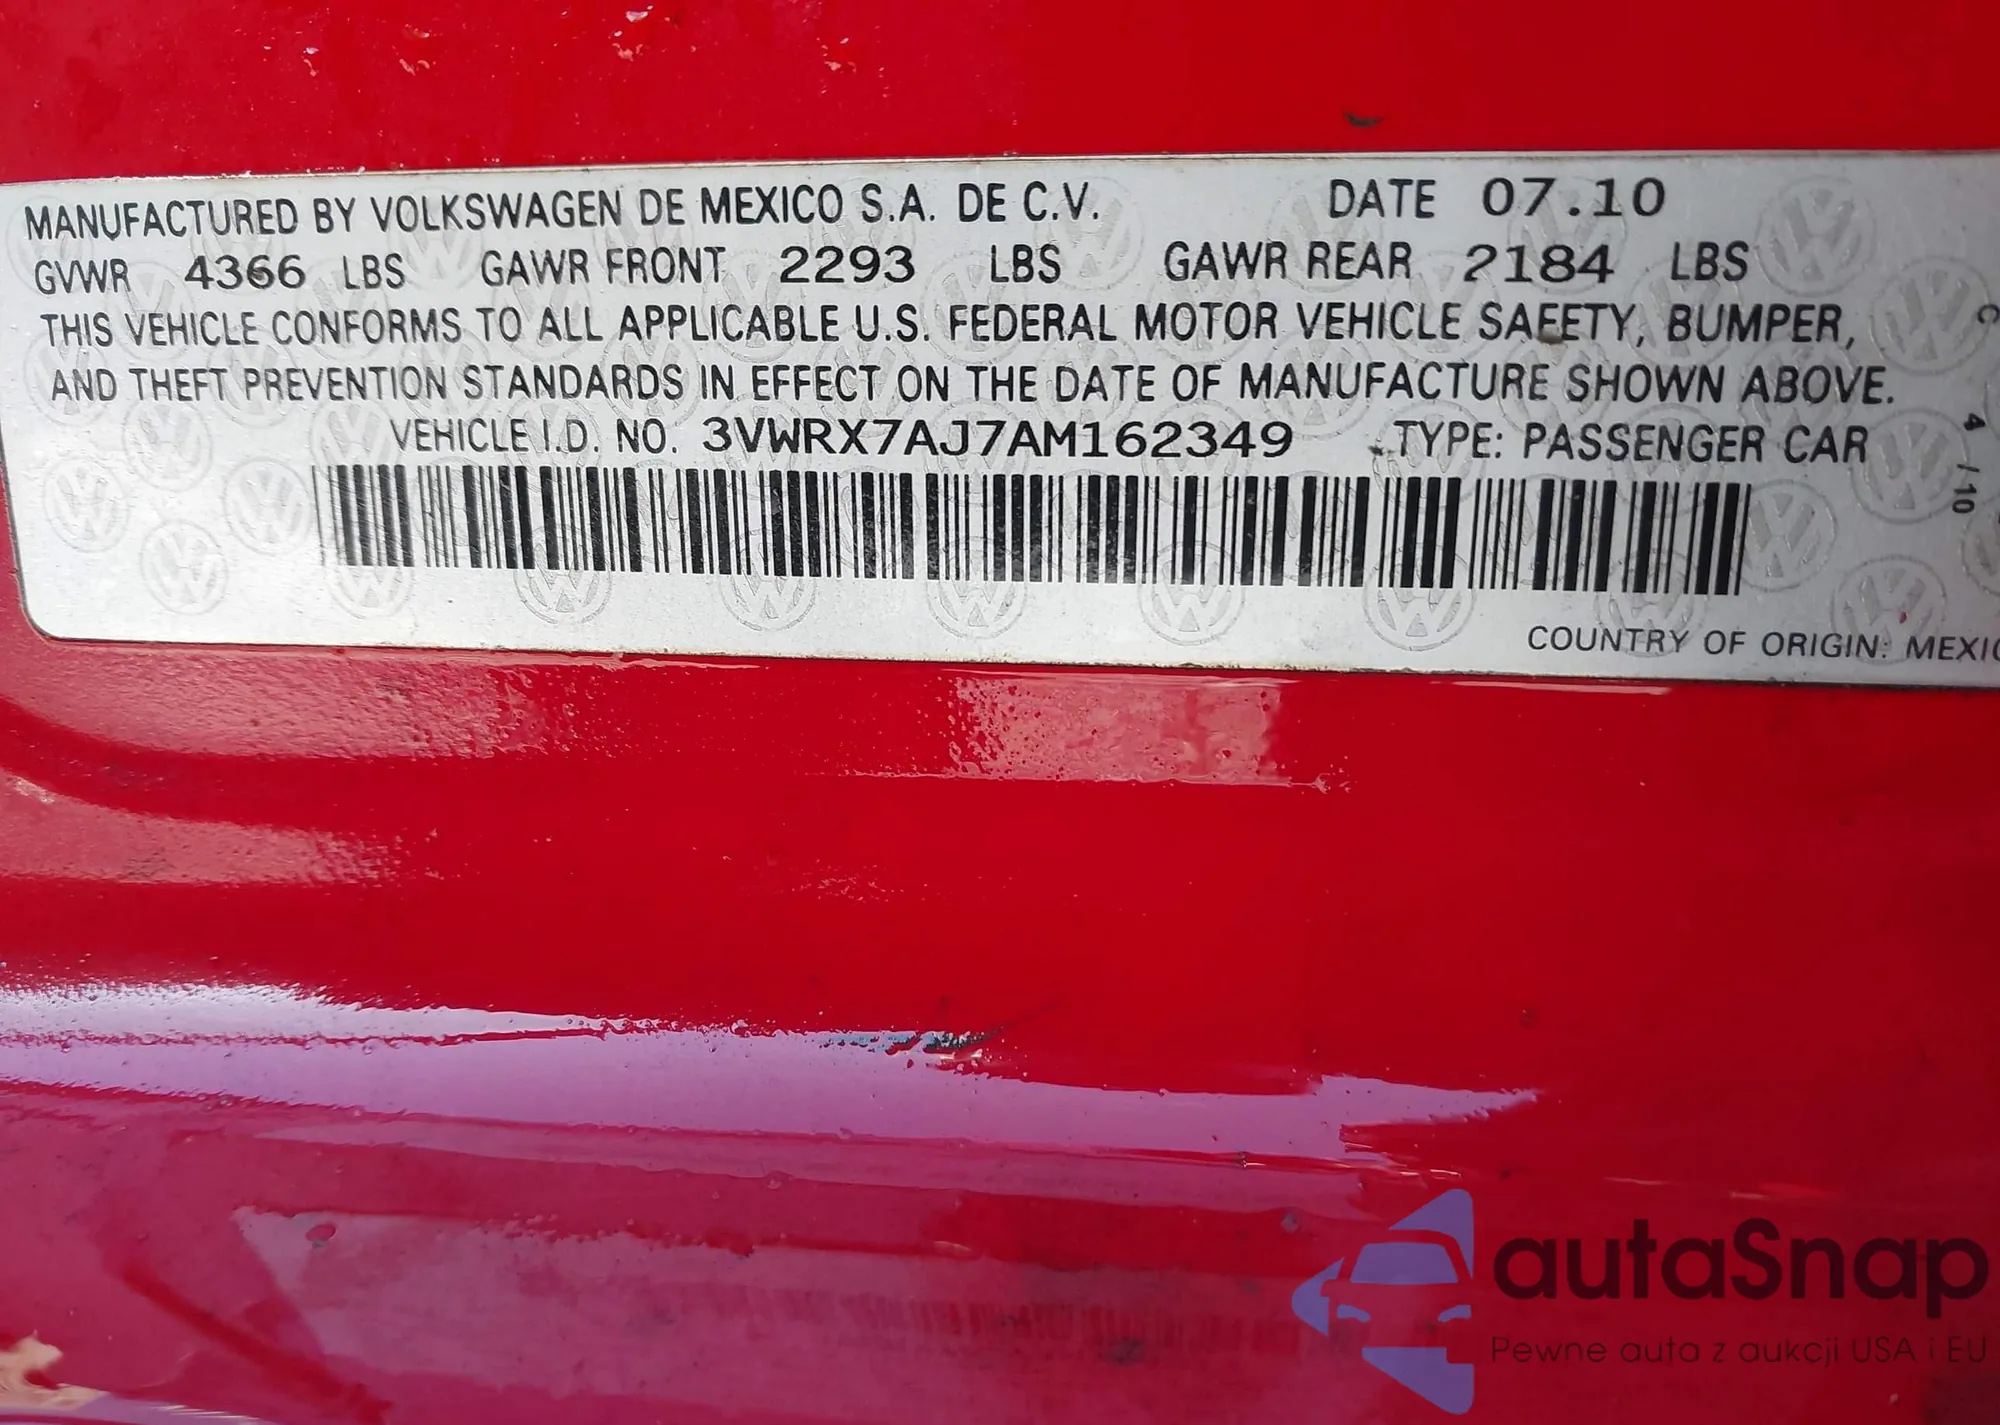 MANUFACTURED BY VOLKSWAGEN DE MEXICO S.A. DE C.V. DATE 07.10
GVWR 4366 LBS GAWR FRONT 2293 LBS GAWR REAR 2184 LBS
THIS VEHICLE CONFORMS TO ALL APPLICABLE U.S. FEDERAL MOTOR VEHICLE SAFETY, BUMPER,
AND THEFT PREVENTION STANDARDS IN EFFECT ON THE DATE OF MANUFACTURE SHOWN ABOVE.
VEHICLE I.D. NO. 3VWRX7AJ7AM162349 TYPE: PASSENGER CAR
C 4 / 10
COUNTRY OF ORIGIN: MEXIC
autaSnap
Pewne auta z aukcji USA i EU